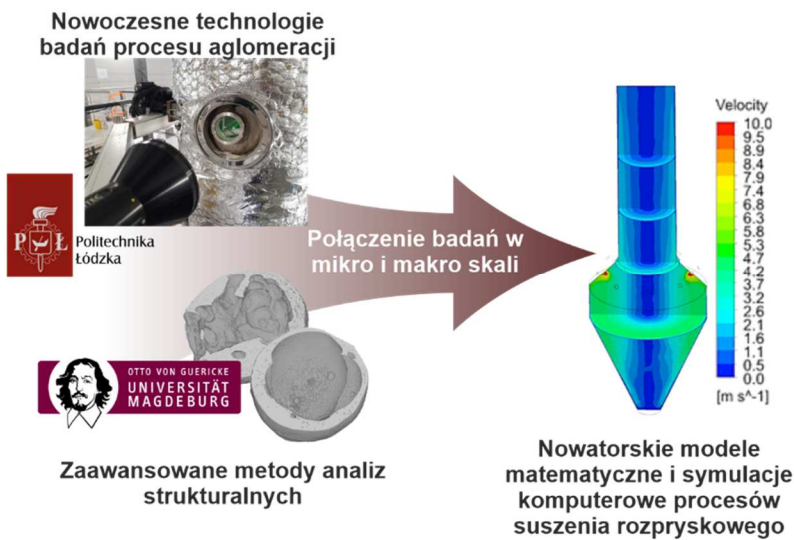 Nowoczesne technologie
badań procesu aglomeracji
P Ł
Politechnika
Łódzka
Połączenie badań w
mikro i makro skali
OTTO VON GUERICKE
UNIVERSITÄT
MAGDEBURG
Zaawansowane metody analiz
strukturalnych
Velocity
10.0
9.5
8.9
8.4
7.9
7.4
6.8
6.3
5.8
5.3
4.7
4.2
3.7
3.2
2.6
2.1
1.6
1.1
0.5
0.0
[m s^-1]
Nowatorskie modele
matematyczne i symulacje
komputerowe procesów
suszenia rozpryskowego